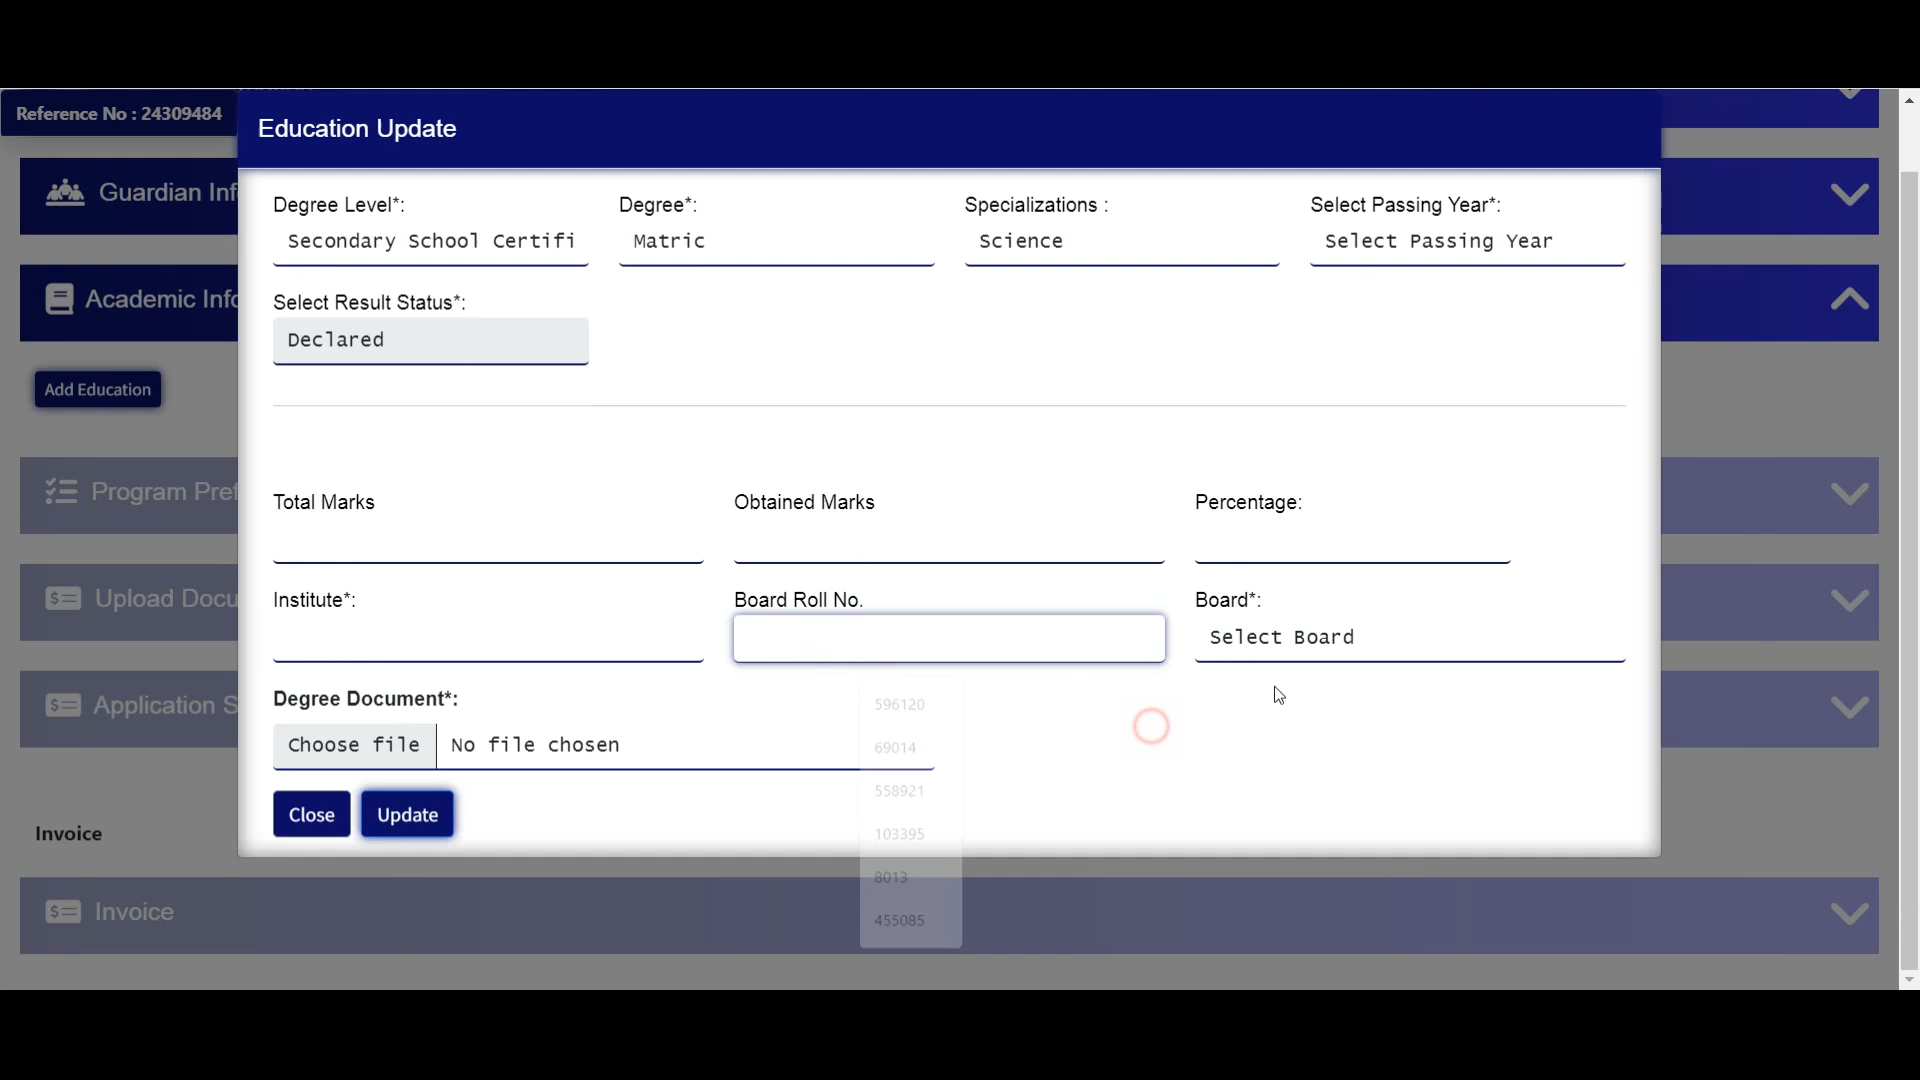 Reference No : 24309484
Education Update
Guardian Inf
Degree Level*:
Degree*:
Specializations :
Select Passing Year*:
Secondary School Certifi
Matric
Science
Select Passing Year
Academic Info
Select Result Status*:
Declared
Add Education
Program Pref
Total Marks
Obtained Marks
Percentage:
Upload Docu
Institute*:
Board Roll No.
Board*:
Select Board
Application S
Degree Document*:
Choose file
No file chosen
596120
69014
558921
103395
8013
455085
Close
Update
Invoice
Invoice